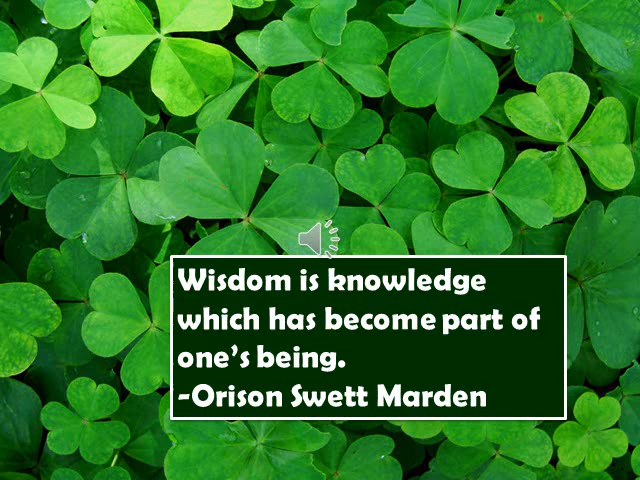 Wisdom is knowledge
which has become part of
one’s being.
-Orison Swett Marden